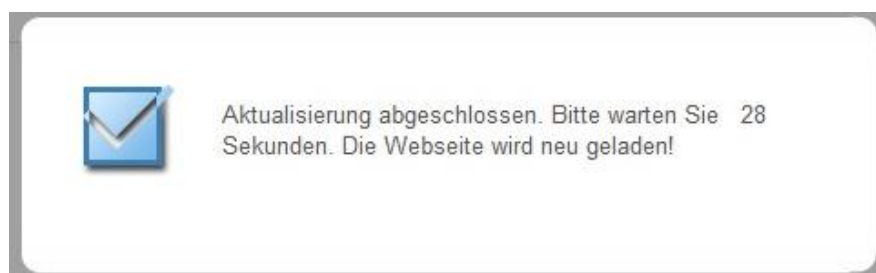 Aktualisierung abgeschlossen. Bitte warten Sie 28
Sekunden. Die Webseite wird neu geladen!